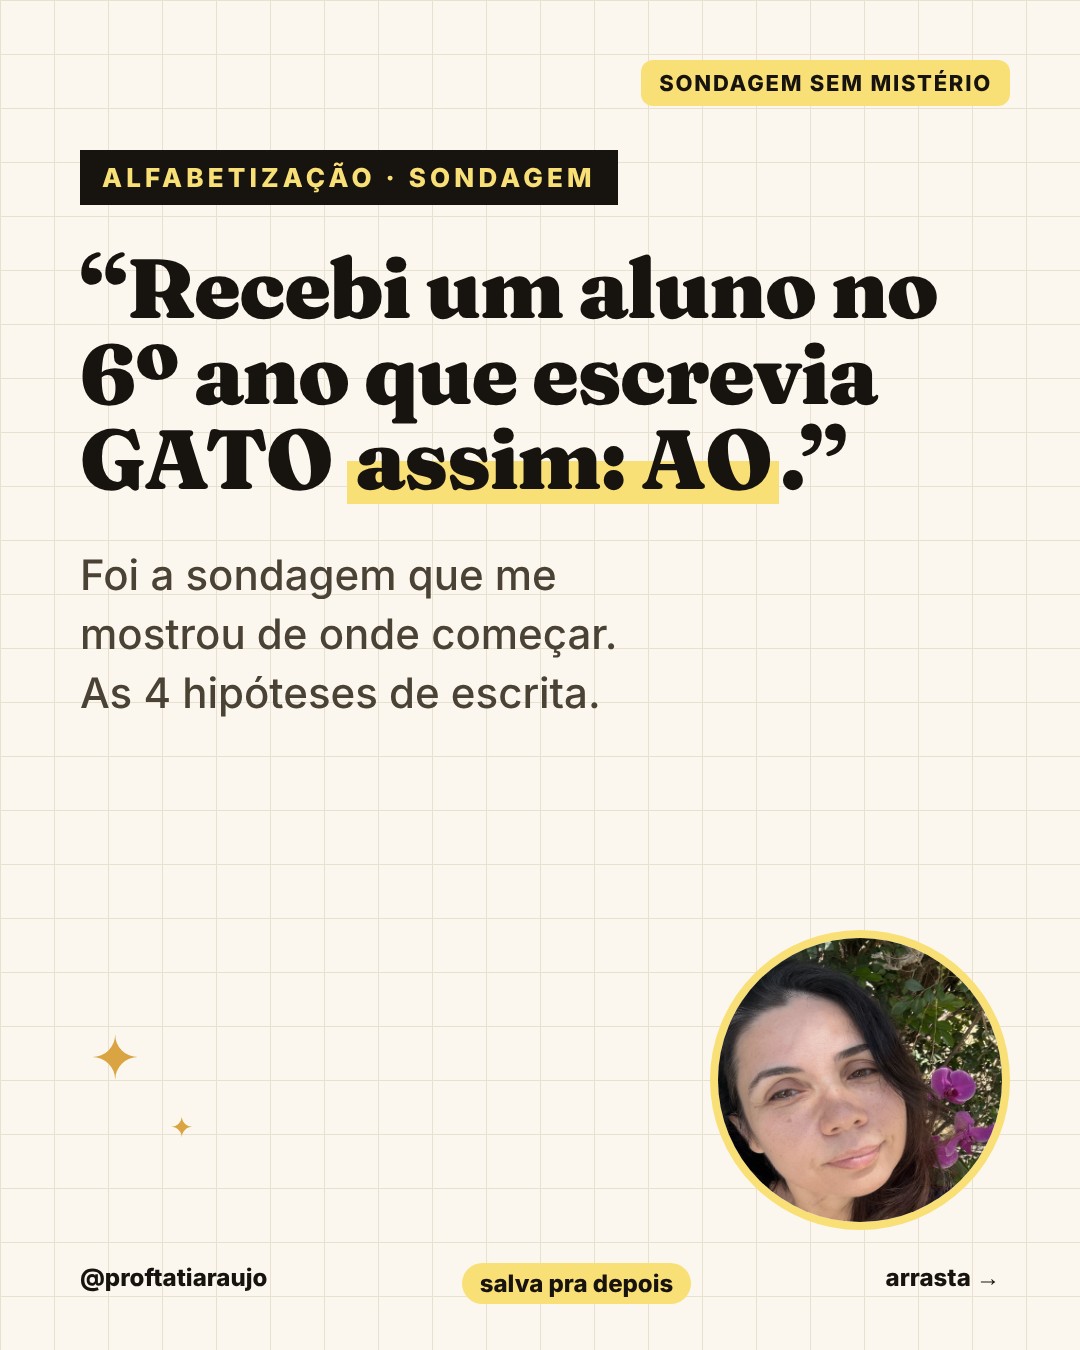 SONDAGEM SEM MISTÉRIO
ALFABETIZAÇÃO · SONDAGEM
“Recebi um aluno no
6º ano que escrevia
GATO assim: AO.”
Foi a sondagem que me
mostrou de onde começar.
As 4 hipóteses de escrita.
@proftatiaraujo
salva pra depois
arrasta →